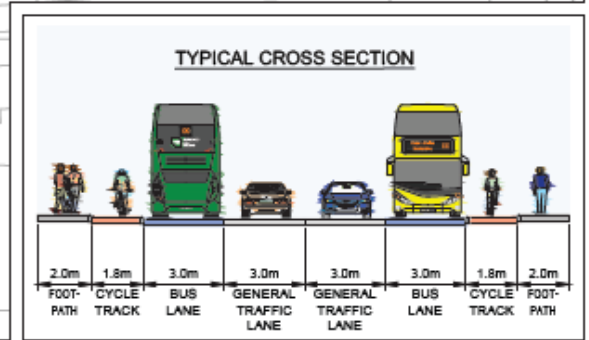 TYPICAL CROSS SECTION
2.0m 1.8m 3.0m 3.0m 3.0m 3.0m 1.8m 2.0m
FOOT-PATH CYCLE TRACK BUS LANE GENERAL TRAFFIC LANE GENERAL TRAFFIC LANE BUS LANE CYCLE TRACK FOOT-PATH